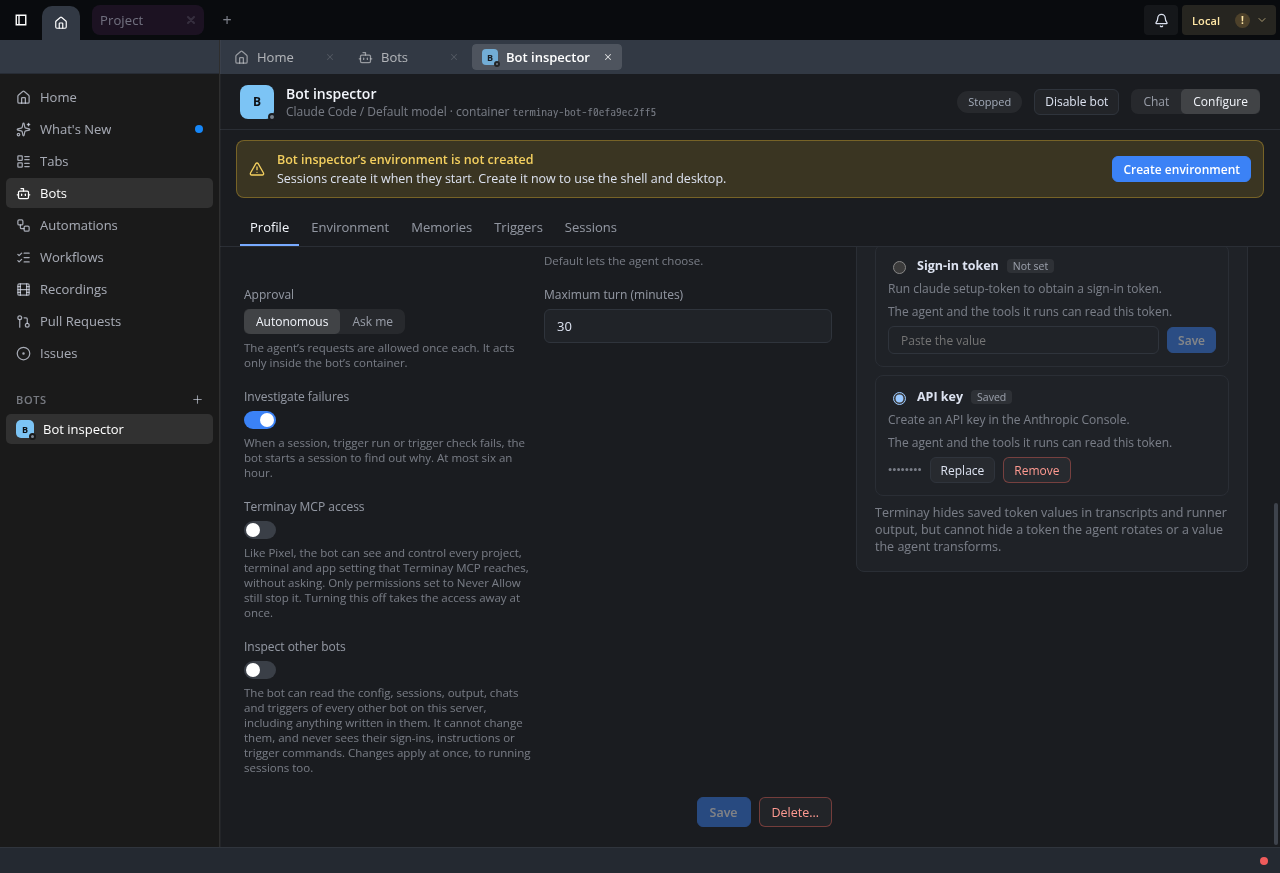 Project
Local
!
Home
Bots
B
Bot inspector
Home
What's New
Tabs
Bots
Automations
Workflows
Recordings
Pull Requests
Issues
BOTS
B
Bot inspector
B
Bot inspector
Claude Code / Default model · container terminay-bot-f0efa9ec2ff5
Stopped
Disable bot
Chat
Configure
Bot inspector’s environment is not created
Sessions create it when they start. Create it now to use the shell and desktop.
Create environment
Profile
Environment
Memories
Triggers
Sessions
Default lets the agent choose.
Approval
Autonomous
Ask me
The agent’s requests are allowed once each. It acts
only inside the bot’s container.
Maximum turn (minutes)
30
Investigate failures
When a session, trigger run or trigger check fails, the
bot starts a session to find out why. At most six an
hour.
Terminay MCP access
Like Pixel, the bot can see and control every project,
terminal and app setting that Terminay MCP reaches,
without asking. Only permissions set to Never Allow
still stop it. Turning this off takes the access away at
once.
Inspect other bots
The bot can read the config, sessions, output, chats
and triggers of every other bot on this server,
including anything written in them. It cannot change
them, and never sees their sign-ins, instructions or
trigger commands. Changes apply at once, to running
sessions too.
Save
Delete...
Sign-in token
Not set
Run claude setup-token to obtain a sign-in token.
The agent and the tools it runs can read this token.
Paste the value
Save
API key
Saved
Create an API key in the Anthropic Console.
The agent and the tools it runs can read this token.
••••••••
Replace
Remove
Terminay hides saved token values in transcripts and runner
output, but cannot hide a token the agent rotates or a value
the agent transforms.